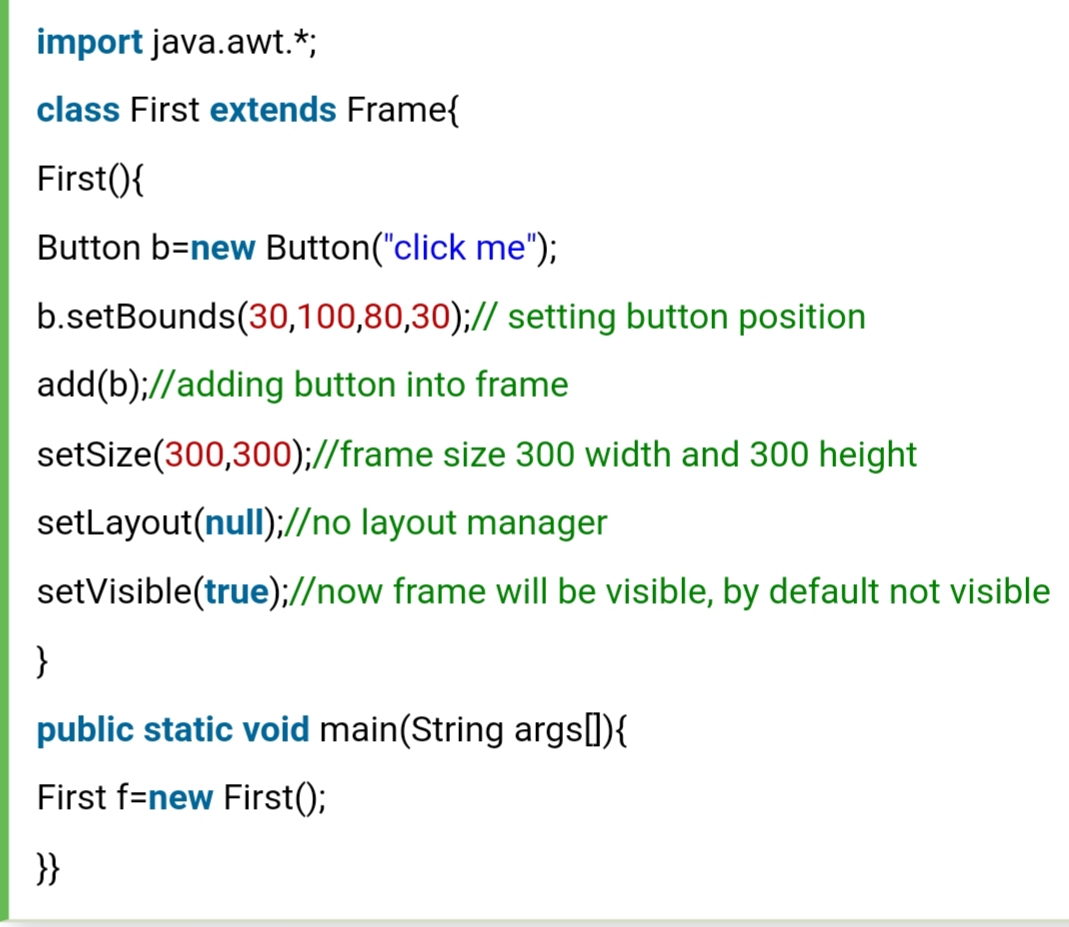 import java.awt.*;
class First extends Frame{
First(){
Button b=new Button("click me");
b.setBounds(30,100,80,30);// setting button position
add(b);//adding button into frame
setSize(300,300);//frame size 300 width and 300 height
setLayout(null);//no layout manager
setVisible(true);//now frame will be visible, by default not visible
}
public static void main(String args[]){
First f=new First();
}}